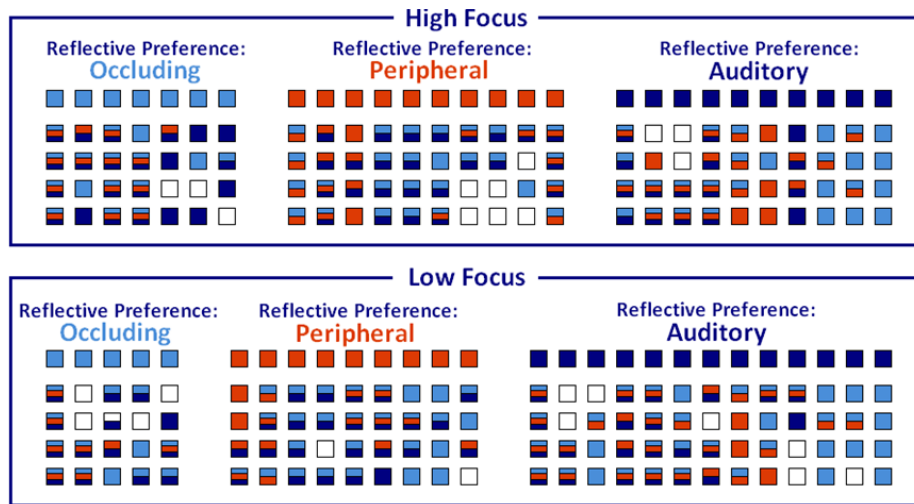 High Focus
Reflective Preference:
Occluding
Reflective Preference:
Peripheral
Reflective Preference:
Auditory
Low Focus
Reflective Preference:
Occluding
Reflective Preference:
Peripheral
Reflective Preference:
Auditory